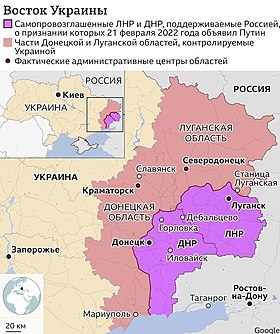 Восток Украины
Самопровозглашенные ЛНР и ДНР, поддерживаемые Россией,
о признании которых 21 февраля 2022 года объявил Путин
Части Донецкой и Луганской областей, контролируемые
Украиной
Фактические административные центры областей
РОССИЯ
Киев
УКРАИНА
РОССИЯ
ЛУГАНСКАЯ
ОБЛАСТЬ
Северодонецк
Славянск
Станица
Луганская
УКРАИНА
Краматорск
Луганск
ДОНЕЦКАЯ
ОБЛАСТЬ
Дебальцево
Горловка
ЛНР
Запорожье
Донецк
ДНР
Иловайск
Ростов-
на-Дону
Таганрог
Мариуполь
20 км
Google